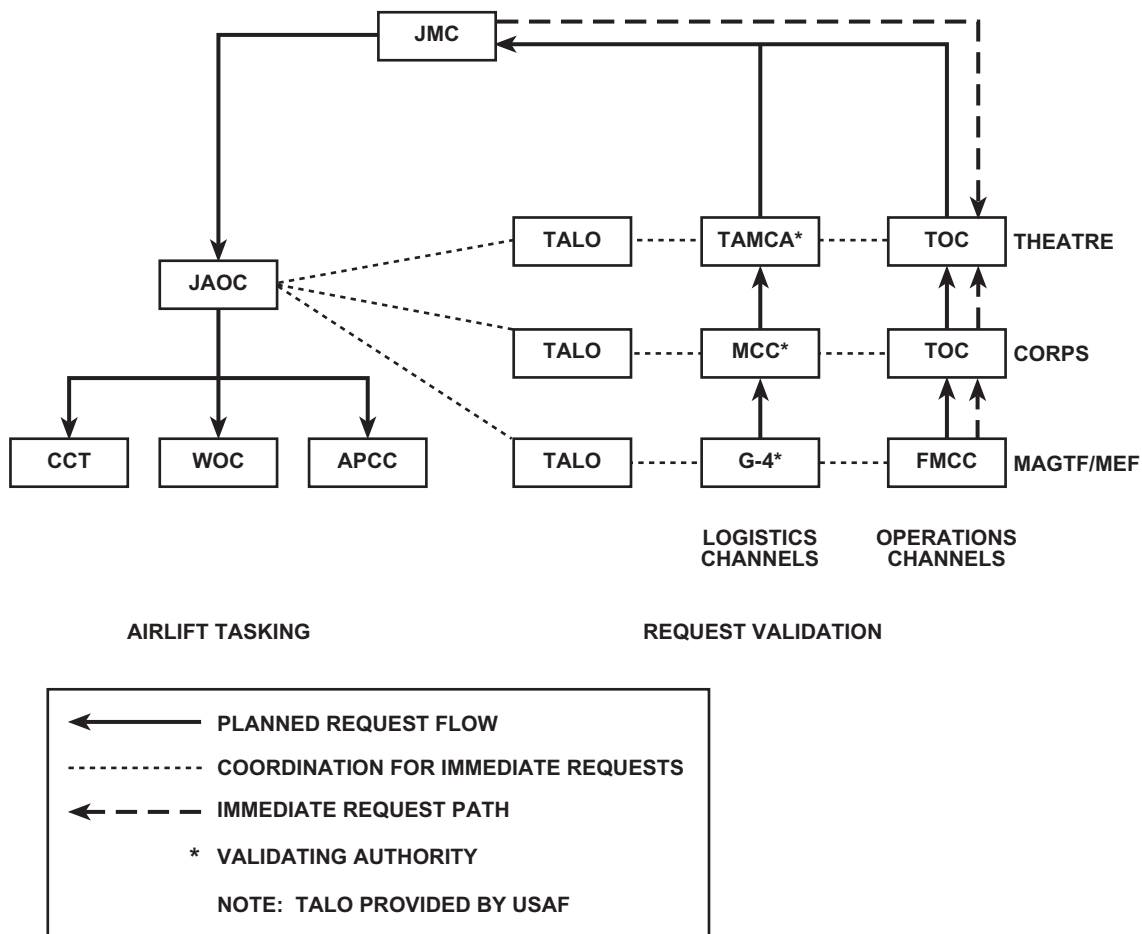 JMC
TALO
TAMCA*
TOC
THEATRE
JAOC
TALO
MCC*
TOC
CORPS
CCT
WOC
APCC
TALO
G-4*
FMCC
MAGTF/MEF
LOGISTICS
CHANNELS
OPERATIONS
CHANNELS
AIRLIFT TASKING
REQUEST VALIDATION
PLANNED REQUEST FLOW
COORDINATION FOR IMMEDIATE REQUESTS
IMMEDIATE REQUEST PATH
* VALIDATING AUTHORITY
NOTE: TALO PROVIDED BY USAF